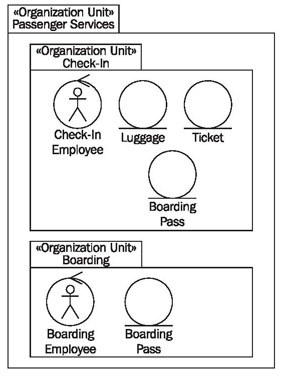 «Organization Unit»
Passenger Services
«Organization Unit»
Check-In
Check-In
Employee
Luggage
Ticket
Boarding
Pass
«Organization Unit»
Boarding
Boarding
Employee
Boarding
Pass